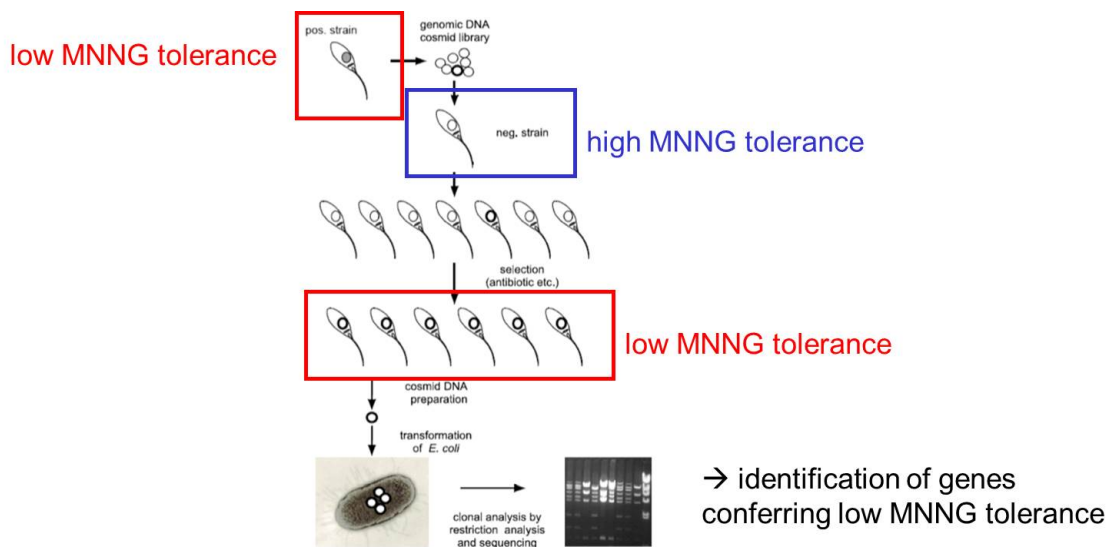 pos. strain
genomic DNA
cosmid library
low MNNG tolerance
neg. strain
high MNNG tolerance
selection
(antibiotic etc.)
low MNNG tolerance
cosmid DNA
preparation
transformation
of E. coli
clonal analysis by
restriction analysis
and sequencing
→ identification of genes
conferring low MNNG tolerance